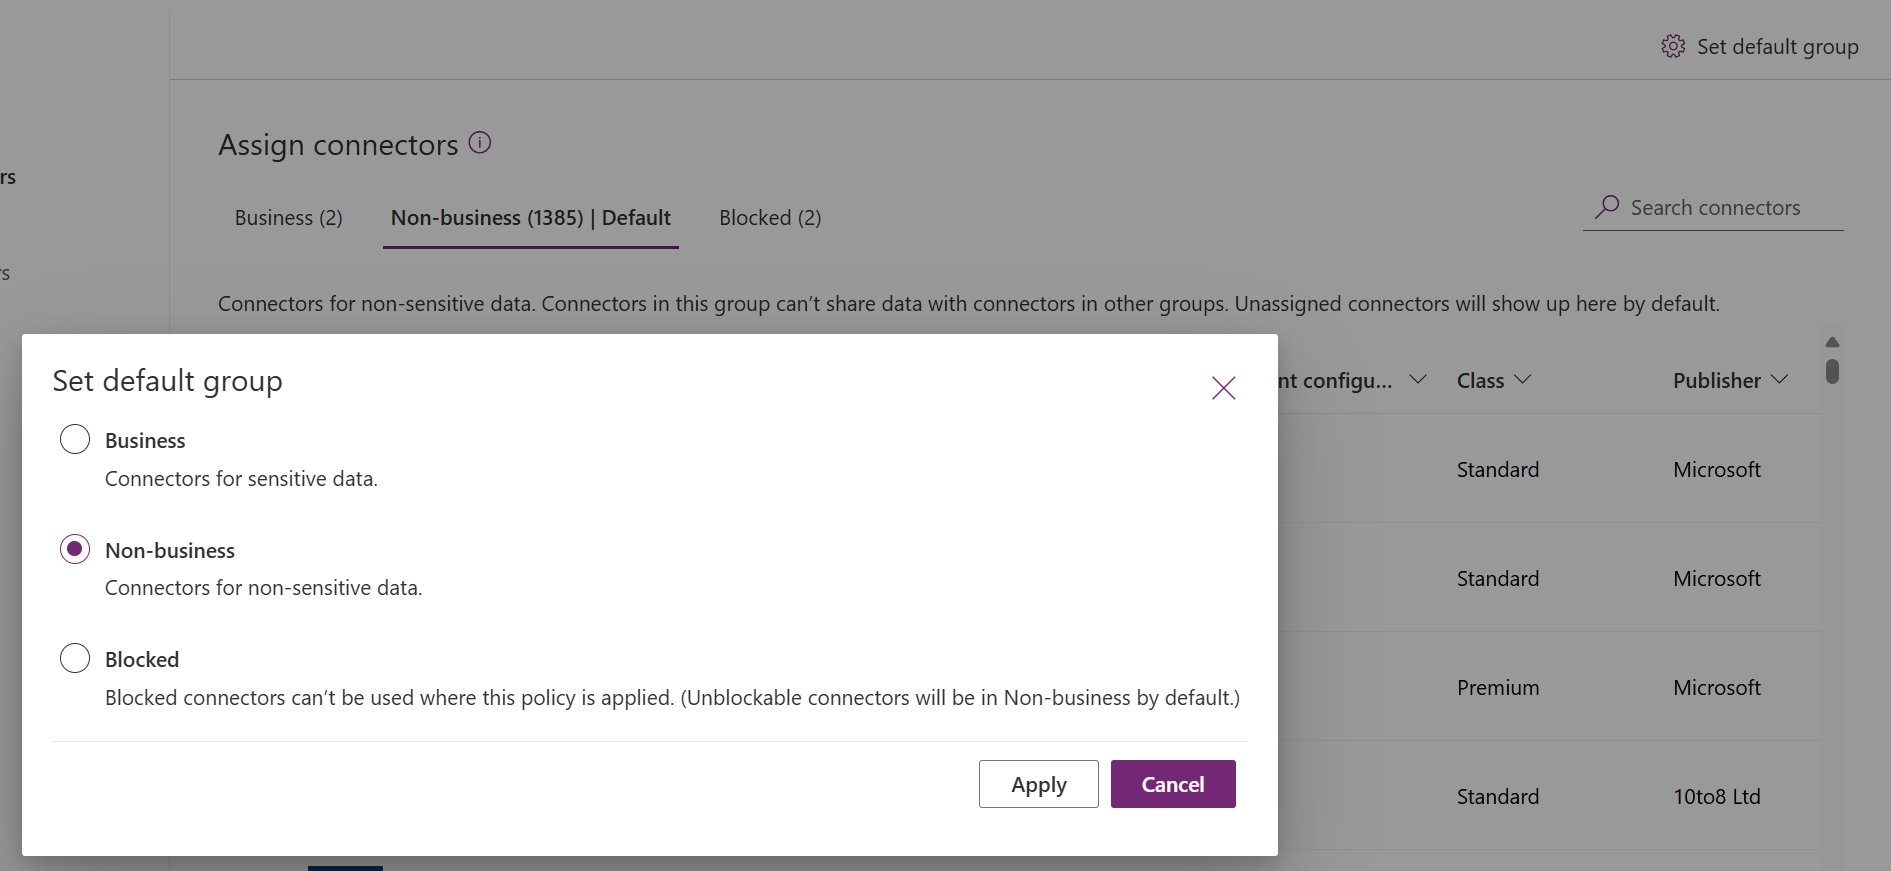 Set default group
Assign connectors
rs
Business (2)
Non-business (1385) | Default
Blocked (2)
Search connectors
Connectors for non-sensitive data. Connectors in this group can’t share data with connectors in other groups. Unassigned connectors will show up here by default.
Set default group
nt configu...
Class
Publisher
Business
Connectors for sensitive data.
Standard
Microsoft
Non-business
Connectors for non-sensitive data.
Standard
Microsoft
Blocked
Blocked connectors can’t be used where this policy is applied. (Unblockable connectors will be in Non-business by default.)
Premium
Microsoft
Apply
Cancel
Standard
10to8 Ltd